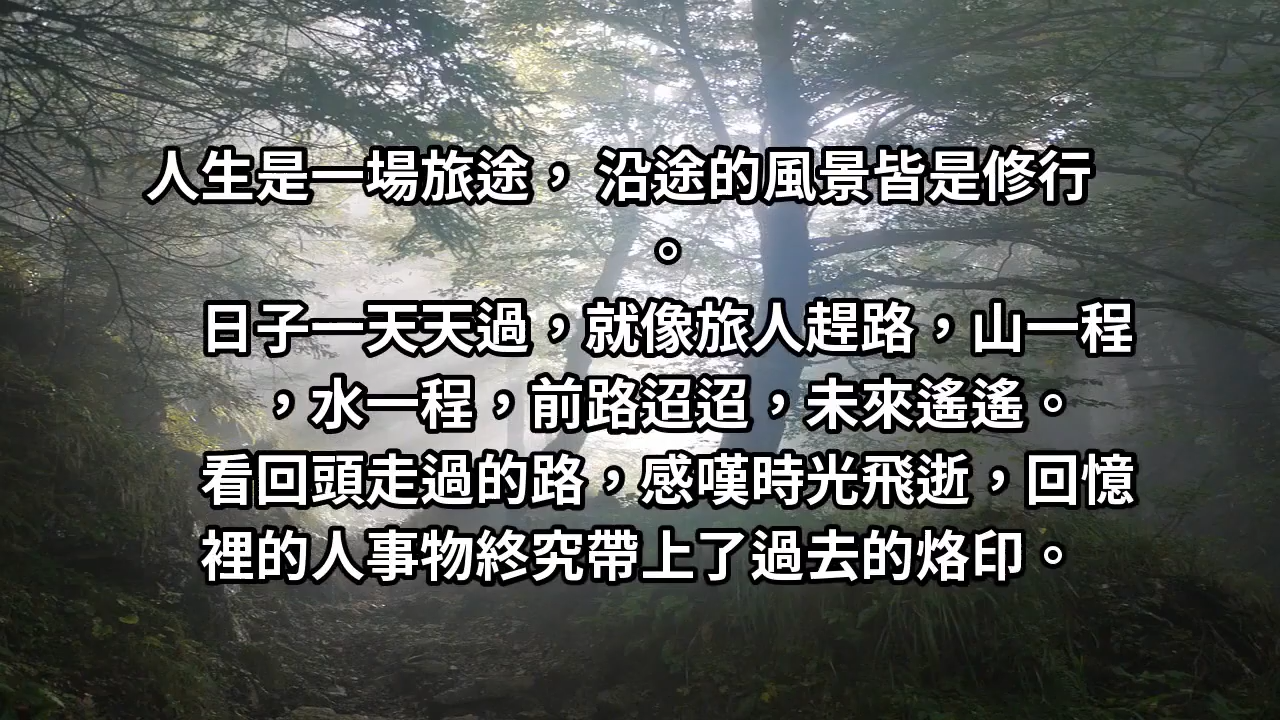 人生是一場旅途， 沿途的風景皆是修行
。
日子一天天過，就像旅人趕路，山一程
，水一程，前路迢迢，未來遙遙。
看回頭走過的路，感嘆時光飛逝，回憶
裡的人事物終究帶上了過去的烙印。